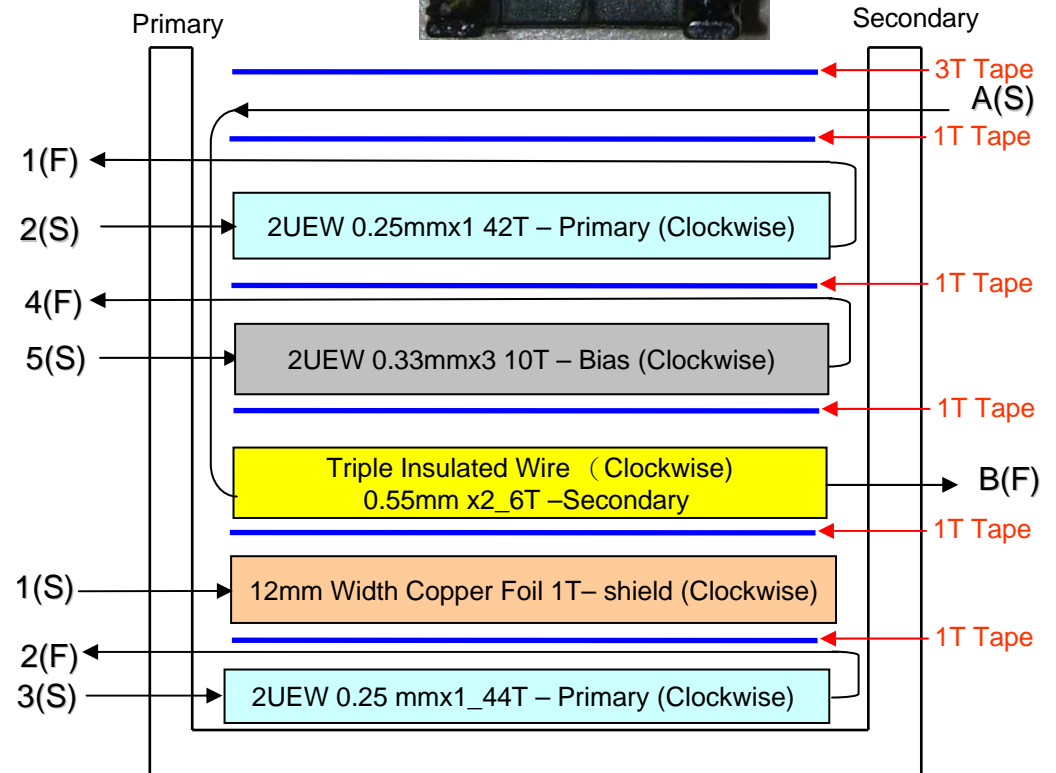 Primary
Secondary
3T Tape
A(S)
1T Tape
1(F)
2(S)
2UEW 0.25mmx1 42T – Primary (Clockwise)
1T Tape
4(F)
5(S)
2UEW 0.33mmx3 10T – Bias (Clockwise)
1T Tape
Triple Insulated Wire （Clockwise)
0.55mm x2_6T –Secondary
B(F)
1T Tape
1(S)
12mm Width Copper Foil 1T– shield (Clockwise)
1T Tape
2(F)
3(S)
2UEW 0.25 mmx1_44T – Primary (Clockwise)